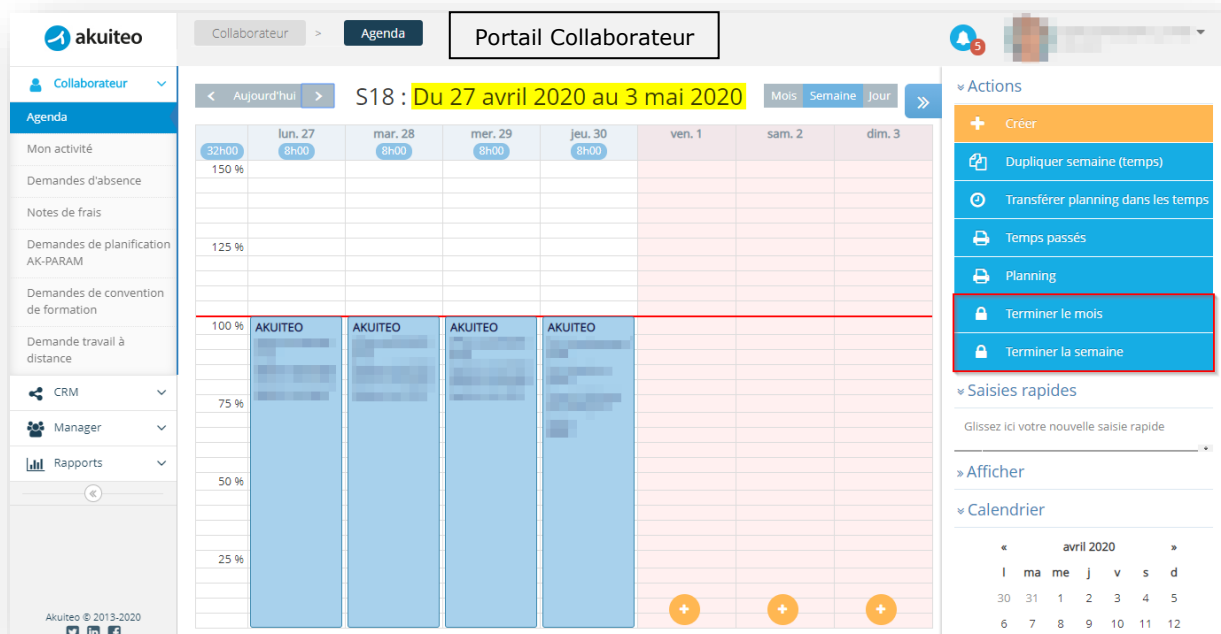 akuiteo
Collaborateur > Agenda
Portail Collaborateur
5
Collaborateur
Agenda
Mon activité
Demandes d'absence
Notes de frais
Demandes de planification
AK-PARAM
Demandes de convention
de formation
Demande travail à
distance
CRM
Manager
Rapports
Akuiteo © 2013-2020
Aujourd'hui
S18 : Du 27 avril 2020 au 3 mai 2020
Mois Semaine Jour
lun. 27 mar. 28 mer. 29 jeu. 30 ven. 1 sam. 2 dim. 3
32h00 8h00 8h00 8h00 8h00
150 %
125 %
100 % AKUITEO AKUITEO AKUITEO AKUITEO
75 %
50 %
25 %
Actions
Créer
Dupliquer semaine (temps)
Transférer planning dans les temps
Temps passés
Planning
Terminer le mois
Terminer la semaine
Saisies rapides
Glissez ici votre nouvelle saisie rapide
Afficher
Calendrier
« avril 2020 »
l ma me j v s d
30 31 1 2 3 4 5
6 7 8 9 10 11 12